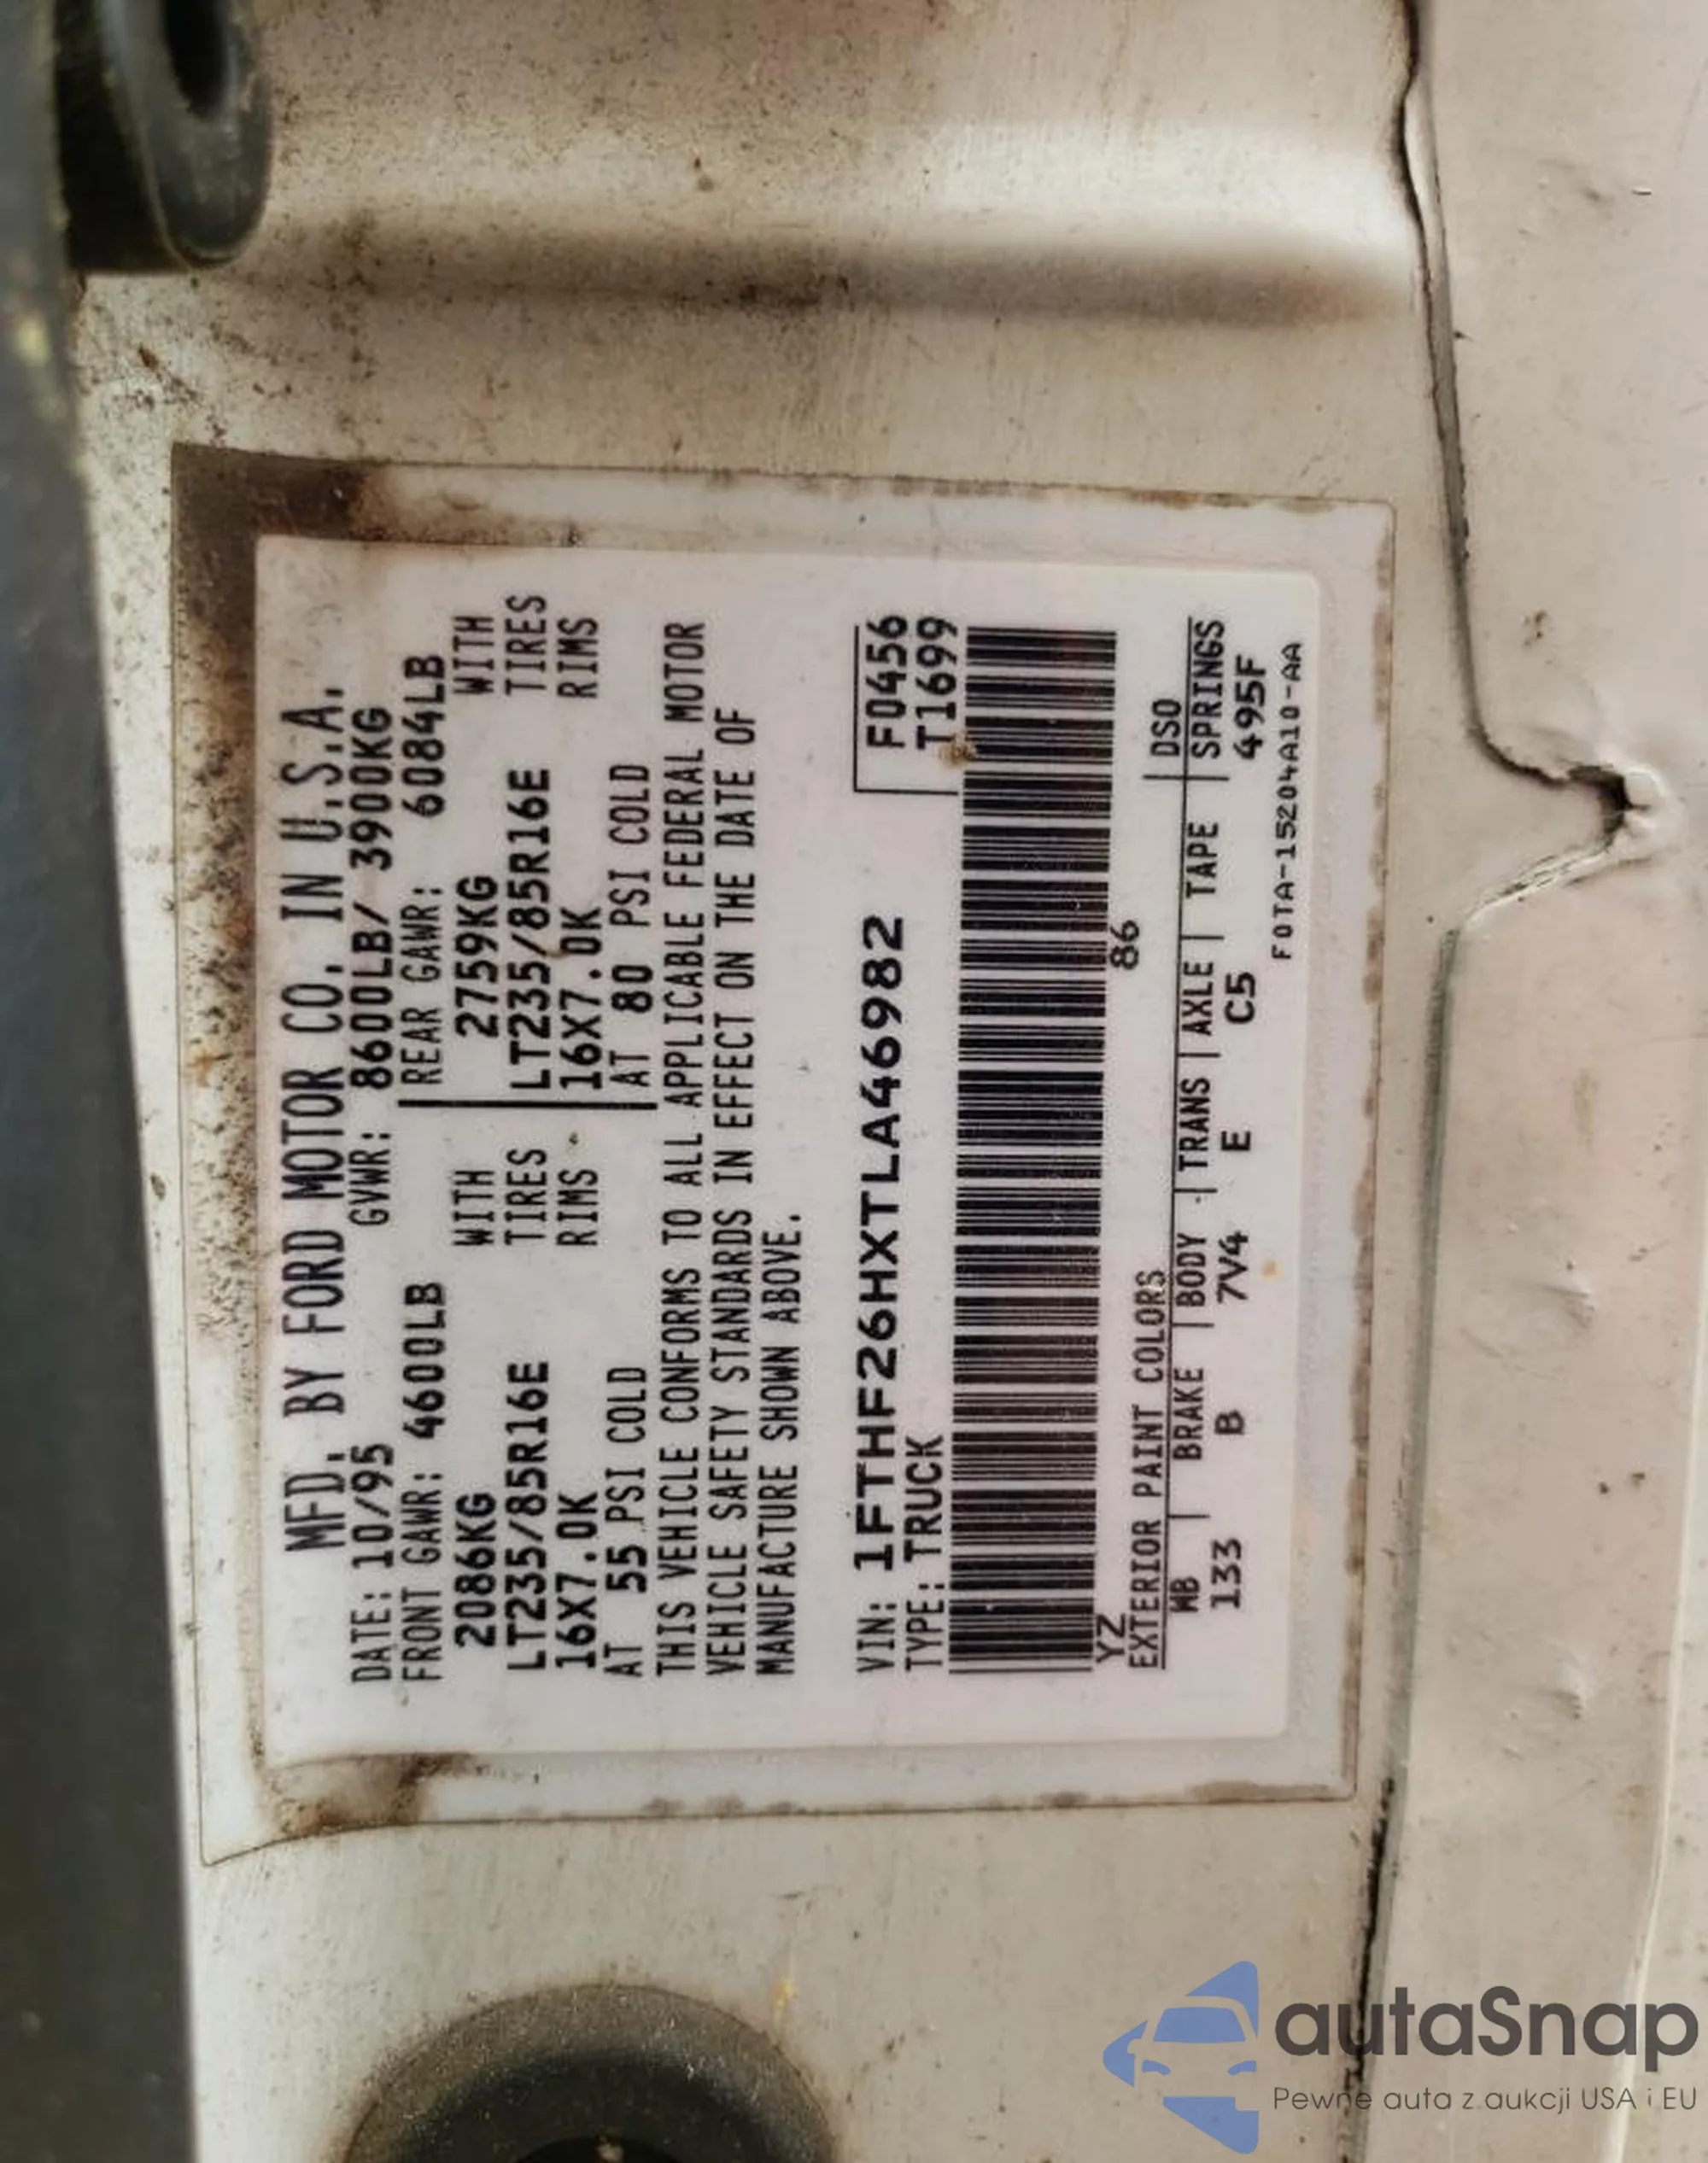 MFD. BY FORD MOTOR CO. IN U.S.A.
DATE: 10/95 GVWR: 8600LB/ 3900KG
FRONT GAWR: 4600LB REAR GAWR: 6084LB
2086KG WITH 2759KG WITH
LT235/85R16E TIRES LT235/85R16E TIRES
16X7.0K RIMS 16X7.0K RIMS
AT 55 PSI COLD AT 80 PSI COLD
THIS VEHICLE CONFORMS TO ALL APPLICABLE FEDERAL MOTOR
VEHICLE SAFETY STANDARDS IN EFFECT ON THE DATE OF
MANUFACTURE SHOWN ABOVE.
F0456
VIN: 1FTHF26HXTLA46982
TYPE: TRUCK T1699
YZ 86
EXTERIOR PAINT COLORS DSO
WB BRAKE BODY TRANS AXLE TAPE SPRINGS
133 B 7V4 E C5 495F
F0TA-15204A10-AA
autaSnap
Pewne auta z aukcji USA i EU